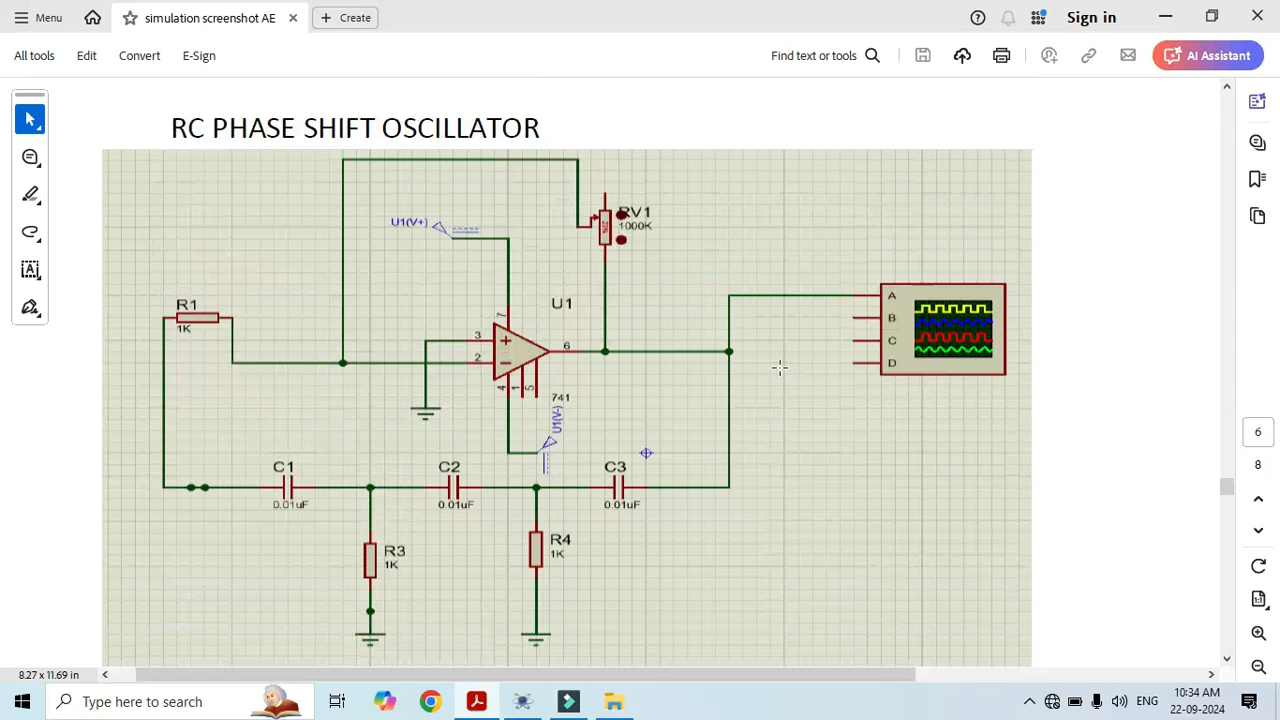 Menu
simulation screenshot AE
Create
Sign in
All tools
Edit
Convert
E-Sign
Find text or tools
AI Assistant
RC PHASE SHIFT OSCILLATOR
U1(V+)
RV1
1000K
R1
1K
U1
7
3
2
6
4
1
5
741
U1(V-)
A
B
C
D
C1
0.01uF
C2
0.01uF
C3
0.01uF
R3
1K
R4
1K
6
8
8.27 x 11.69 in
Type here to search
ENG
10:34 AM
22-09-2024